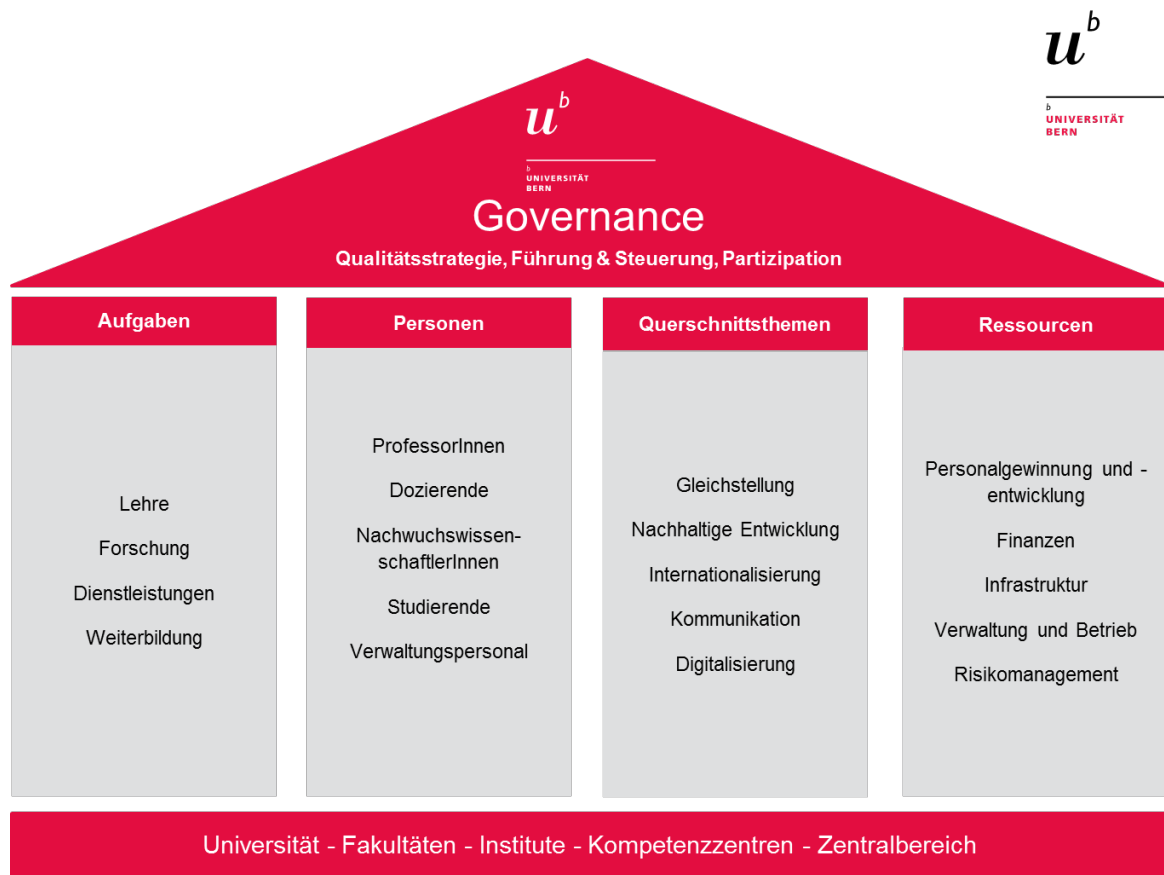 u^b
b
UNIVERSITÄT
BERN
u^b
b
UNIVERSITÄT
BERN
Governance
Qualitätsstrategie, Führung & Steuerung, Partizipation
Aufgaben
Lehre
Forschung
Dienstleistungen
Weiterbildung
Personen
ProfessorInnen
Dozierende
Nachwuchswissen-
schaftlerInnen
Studierende
Verwaltungspersonal
Querschnittsthemen
Gleichstellung
Nachhaltige Entwicklung
Internationalisierung
Kommunikation
Digitalisierung
Ressourcen
Personalgewinnung und -
entwicklung
Finanzen
Infrastruktur
Verwaltung und Betrieb
Risikomanagement
Universität - Fakultäten - Institute - Kompetenzzentren - Zentralbereich